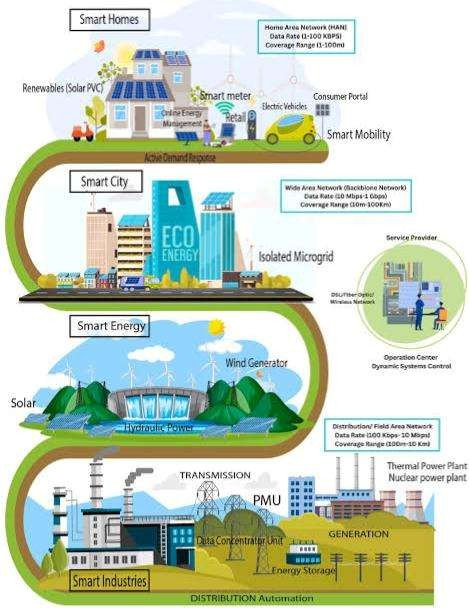 Smart Homes
Home Area Network (HAN)
Data Rate (1-100 KBPS)
Coverage Range (1-100m)
Renewables (Solar PVC)
Smart meter
Consumer Portal
Electric Vehicles
Online Energy
Management
Retail
Smart Mobility
Active Demand Response
Smart City
Wide Area Network (Backbone Network)
Data Rate (10 Mbps-1 Gbps)
Coverage Range (10m-100Km)
ECO
ENERGY
Isolated Microgrid
Service Provider
DSL/Fiber Optic/
Wireless Network
Operation Center
Dynamic Systems Control
Smart Energy
Wind Generator
Solar
Hydraulic Power
Distribution/ Field Area Network
Data Rate (100 Kbps- 10 Mbps)
Coverage Range (100m-10 Km)
Thermal Power Plant
Nuclear power plant
TRANSMISSION
PMU
GENERATION
Data Concentrator Unit
Energy Storage
Smart Industries
DISTRIBUTION Automation